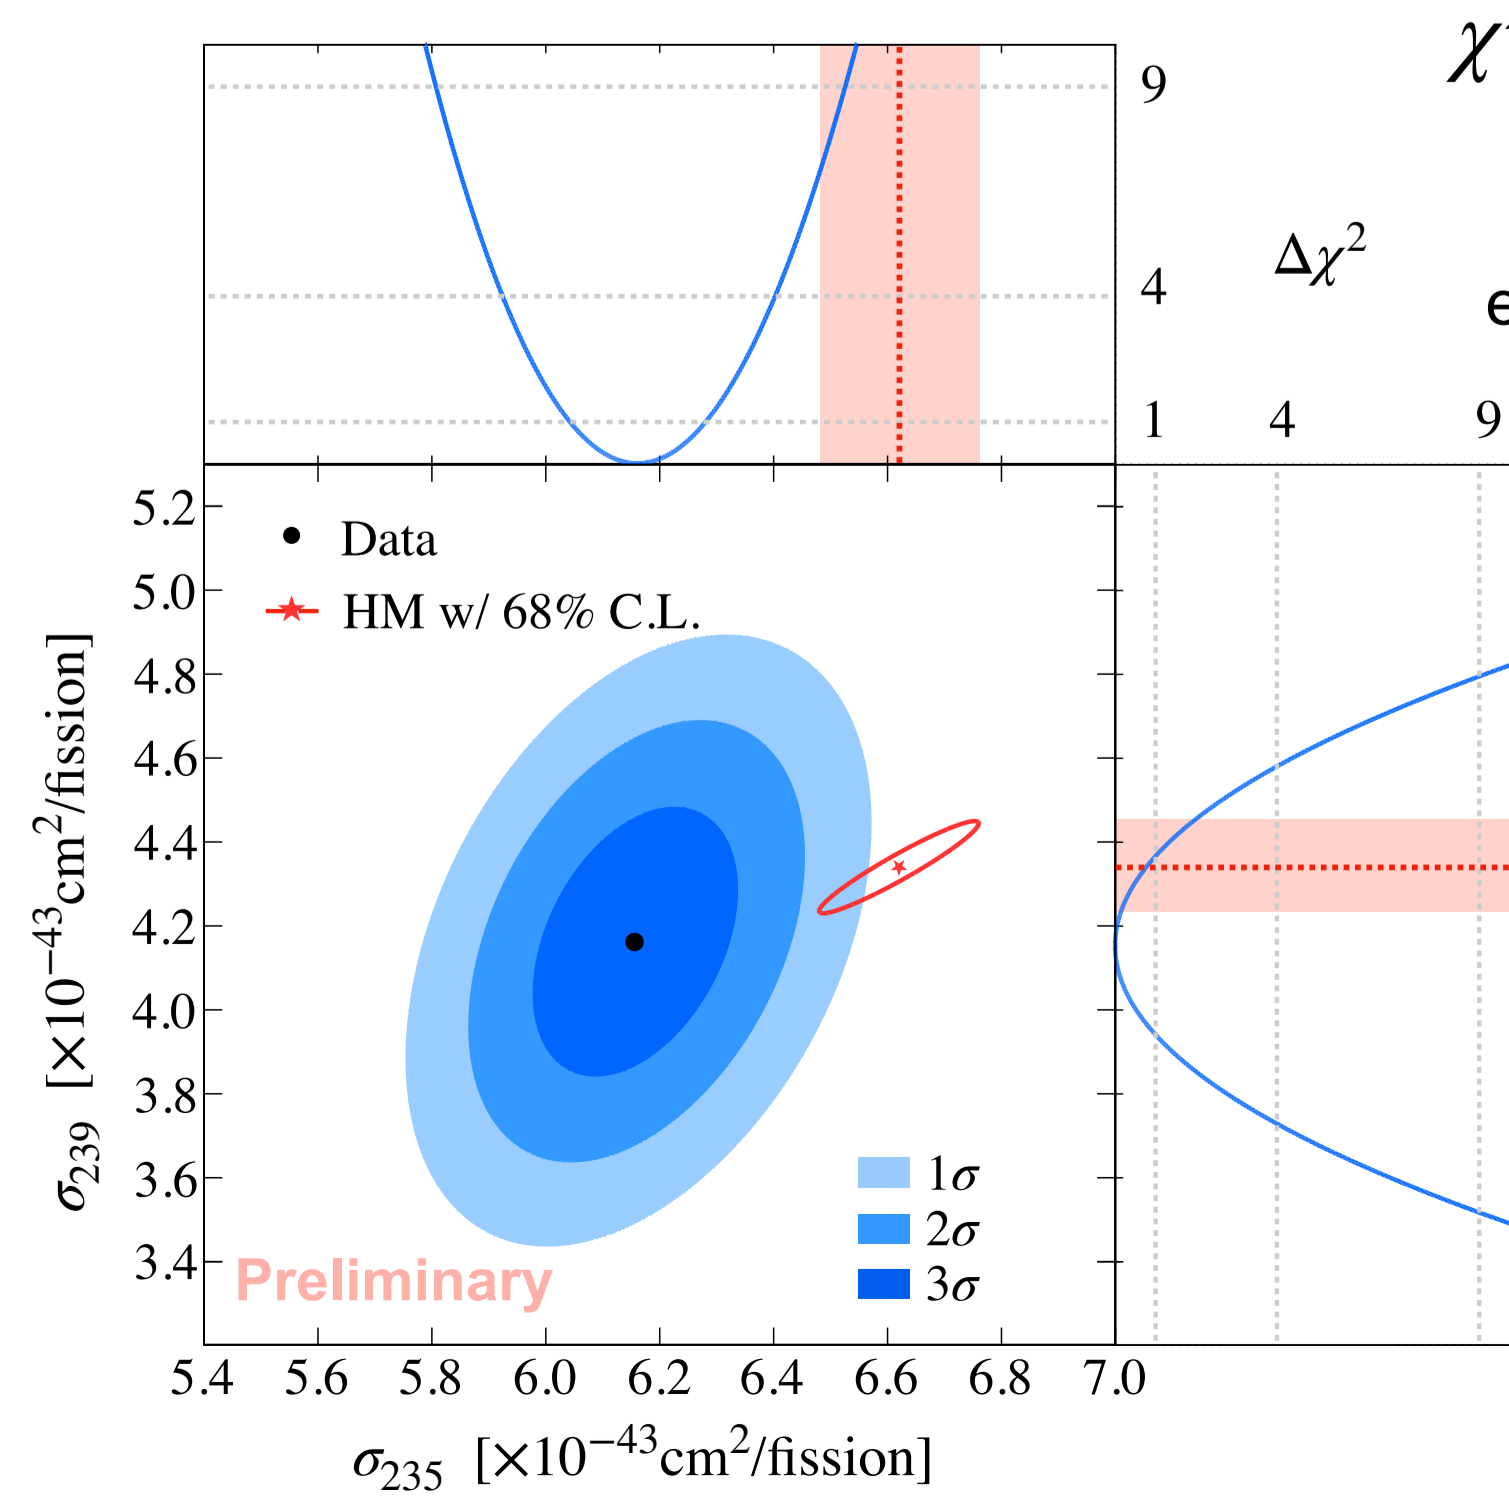 χ²
9
Δχ²
4
e
1 4 9
5.2
Data
5.0
HM w/ 68% C.L.
4.8
4.6
4.4
4.2
4.0
3.8
3.6
3.4
σ₂₃₉ [×10⁻⁴³cm²/fission]
1σ
2σ
3σ
Preliminary
5.4 5.6 5.8 6.0 6.2 6.4 6.6 6.8 7.0
σ₂₃₅ [×10⁻⁴³cm²/fission]